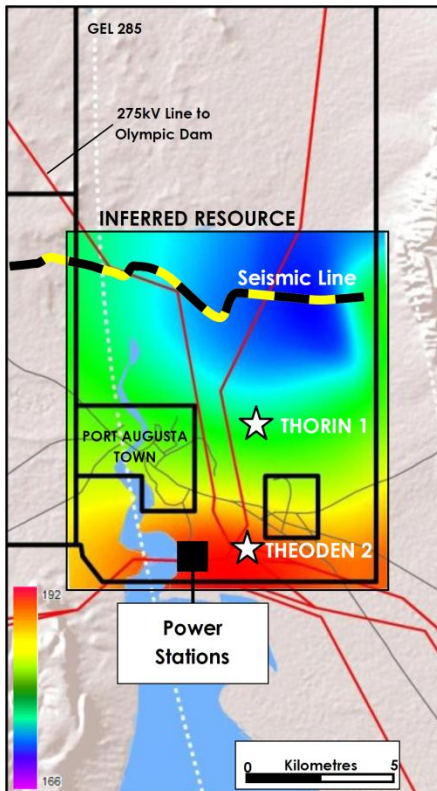 GEL 285
275kV Line to
Olympic Dam
INFERRED RESOURCE
Seismic Line
THORIN 1
PORT AUGUSTA
TOWN
THEODEN 2
192
Power
Stations
166
0 Kilometres 5